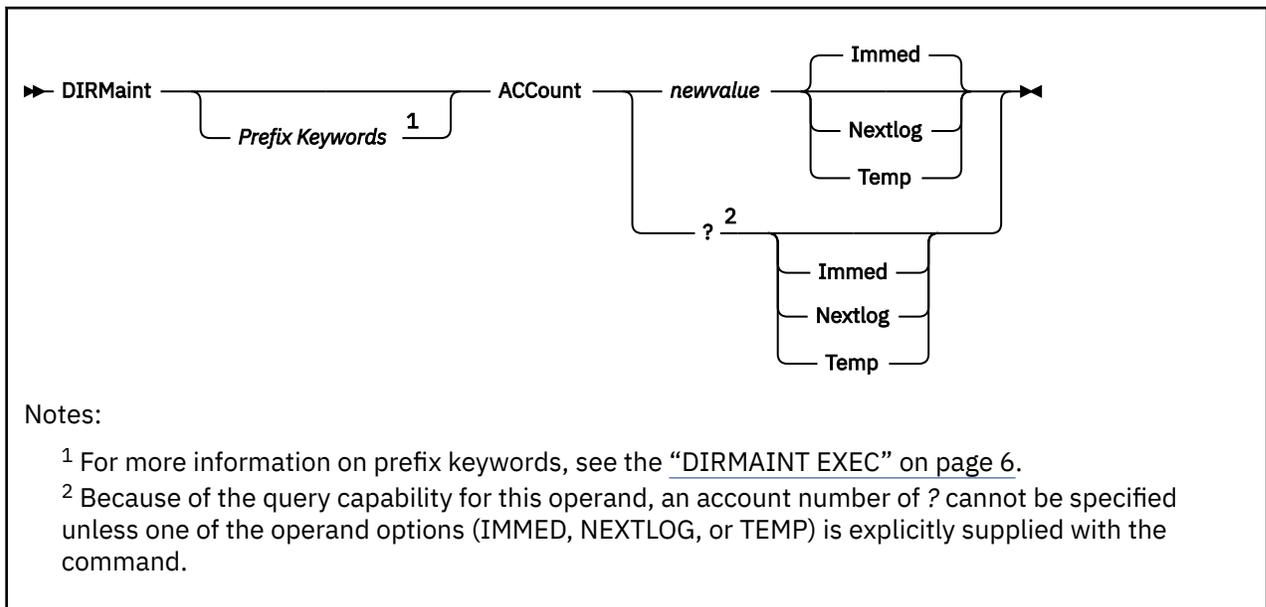 Immed
DIRMaint ACCount newvalue
Prefix Keywords 1
Nextlog
Temp
? 2
Immed
Nextlog
Temp
Notes:
1 For more information on prefix keywords, see the “DIRMAINT EXEC” on page 6.
2 Because of the query capability for this operand, an account number of ? cannot be specified
unless one of the operand options (IMMED, NEXTLOG, or TEMP) is explicitly supplied with the
command.